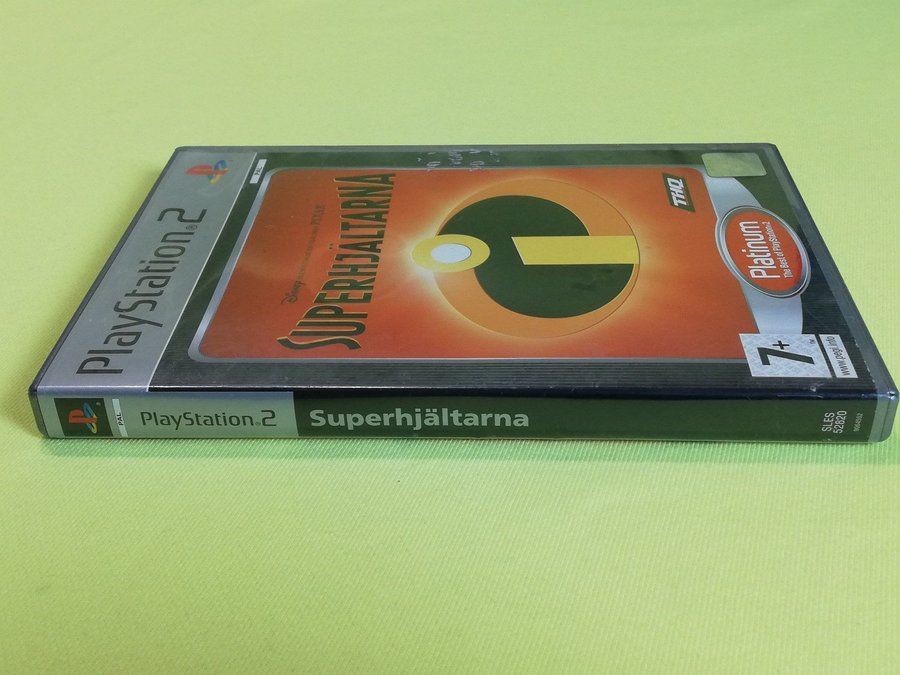 PlayStation®2
PAL
Disney PIXAR
SUPERHJÄLTARNA
THQ
Platinum
The Best of PlayStation®2
7+
www.pegi.info
PAL
PlayStation®2
Superhjältarna
SLES
52820